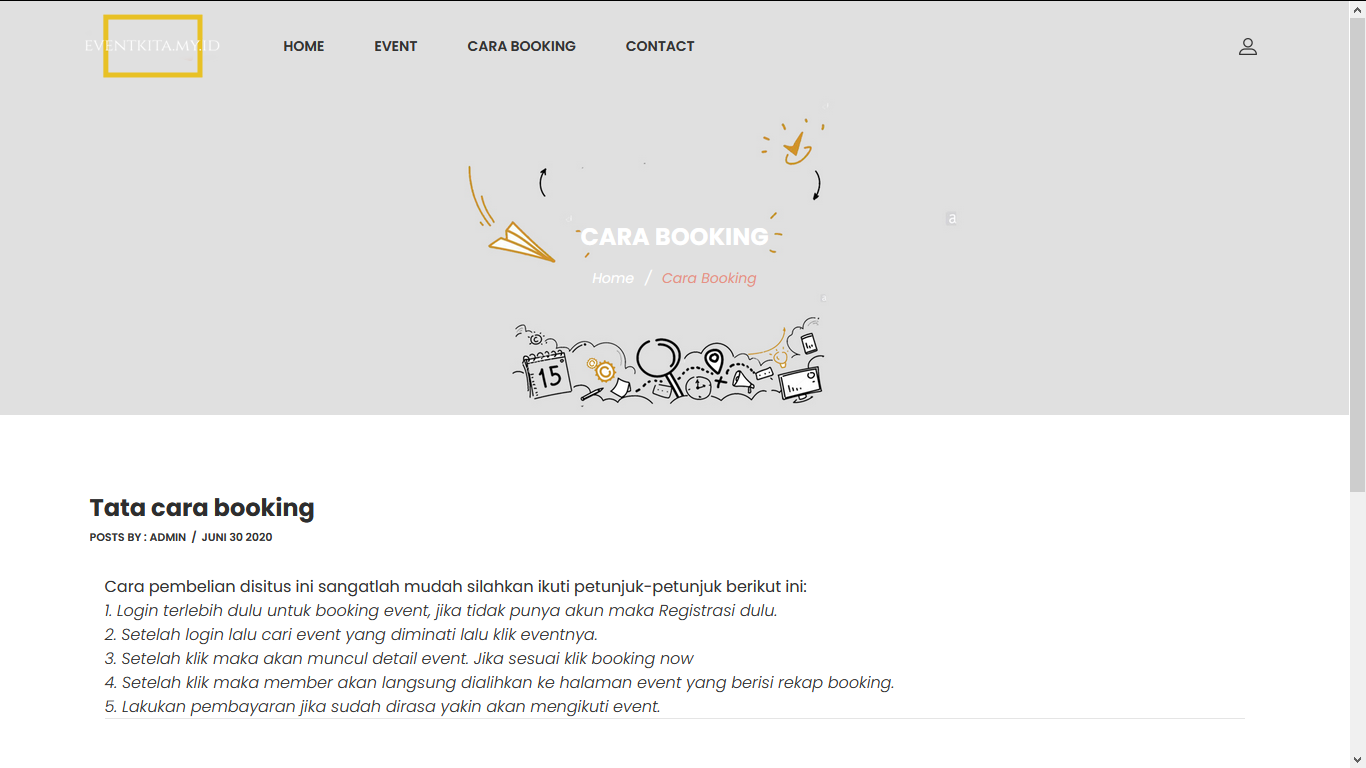 EVENTKITA.MY.ID
HOME
EVENT
CARA BOOKING
CONTACT
a
CARA BOOKING
Home / Cara Booking
a
15
Tata cara booking
POSTS BY : ADMIN / JUNI 30 2020
Cara pembelian disitus ini sangatlah mudah silahkan ikuti petunjuk-petunjuk berikut ini:
1. Login terlebih dulu untuk booking event, jika tidak punya akun maka Registrasi dulu.
2. Setelah login lalu cari event yang diminati lalu klik eventnya.
3. Setelah klik maka akan muncul detail event. Jika sesuai klik booking now
4. Setelah klik maka member akan langsung dialihkan ke halaman event yang berisi rekap booking.
5. Lakukan pembayaran jika sudah dirasa yakin akan mengikuti event.